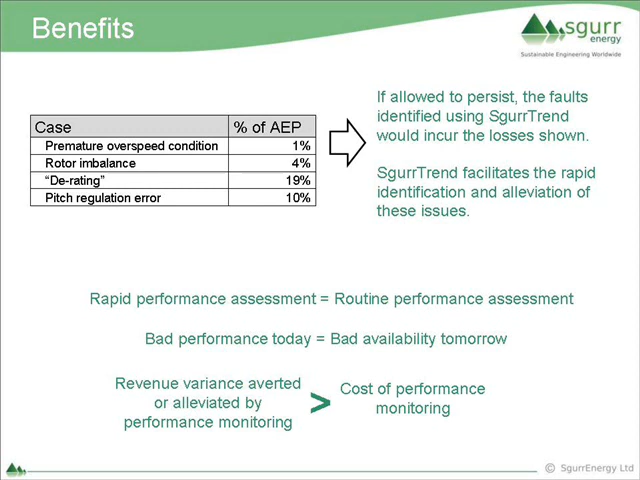 Benefits
sgurr
energy
Sustainable Engineering Worldwide
Case % of AEP
Premature overspeed condition 1%
Rotor imbalance 4%
“De-rating” 19%
Pitch regulation error 10%
If allowed to persist, the faults
identified using SgurrTrend
would incur the losses shown.
SgurrTrend facilitates the rapid
identification and alleviation of
these issues.
Rapid performance assessment = Routine performance assessment
Bad performance today = Bad availability tomorrow
Revenue variance averted
or alleviated by
performance monitoring
>
Cost of performance
monitoring
© SgurrEnergy Ltd